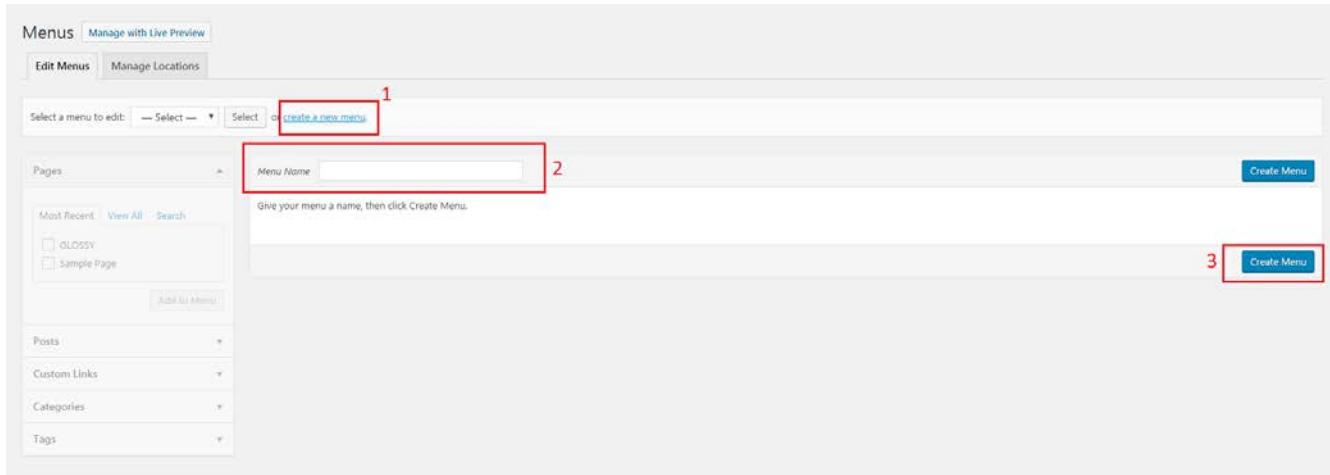 Menus Manage with Live Preview
Edit Menus Manage Locations
1
Select a menu to edit: — Select — Select or create a new menu.
Pages
Menu Name
2
Create Menu
Most Recent View All Search
Give your menu a name, then click Create Menu.
GLOSSY
Sample Page
3
Create Menu
Add to Menu
Posts
Custom Links
Categories
Tags